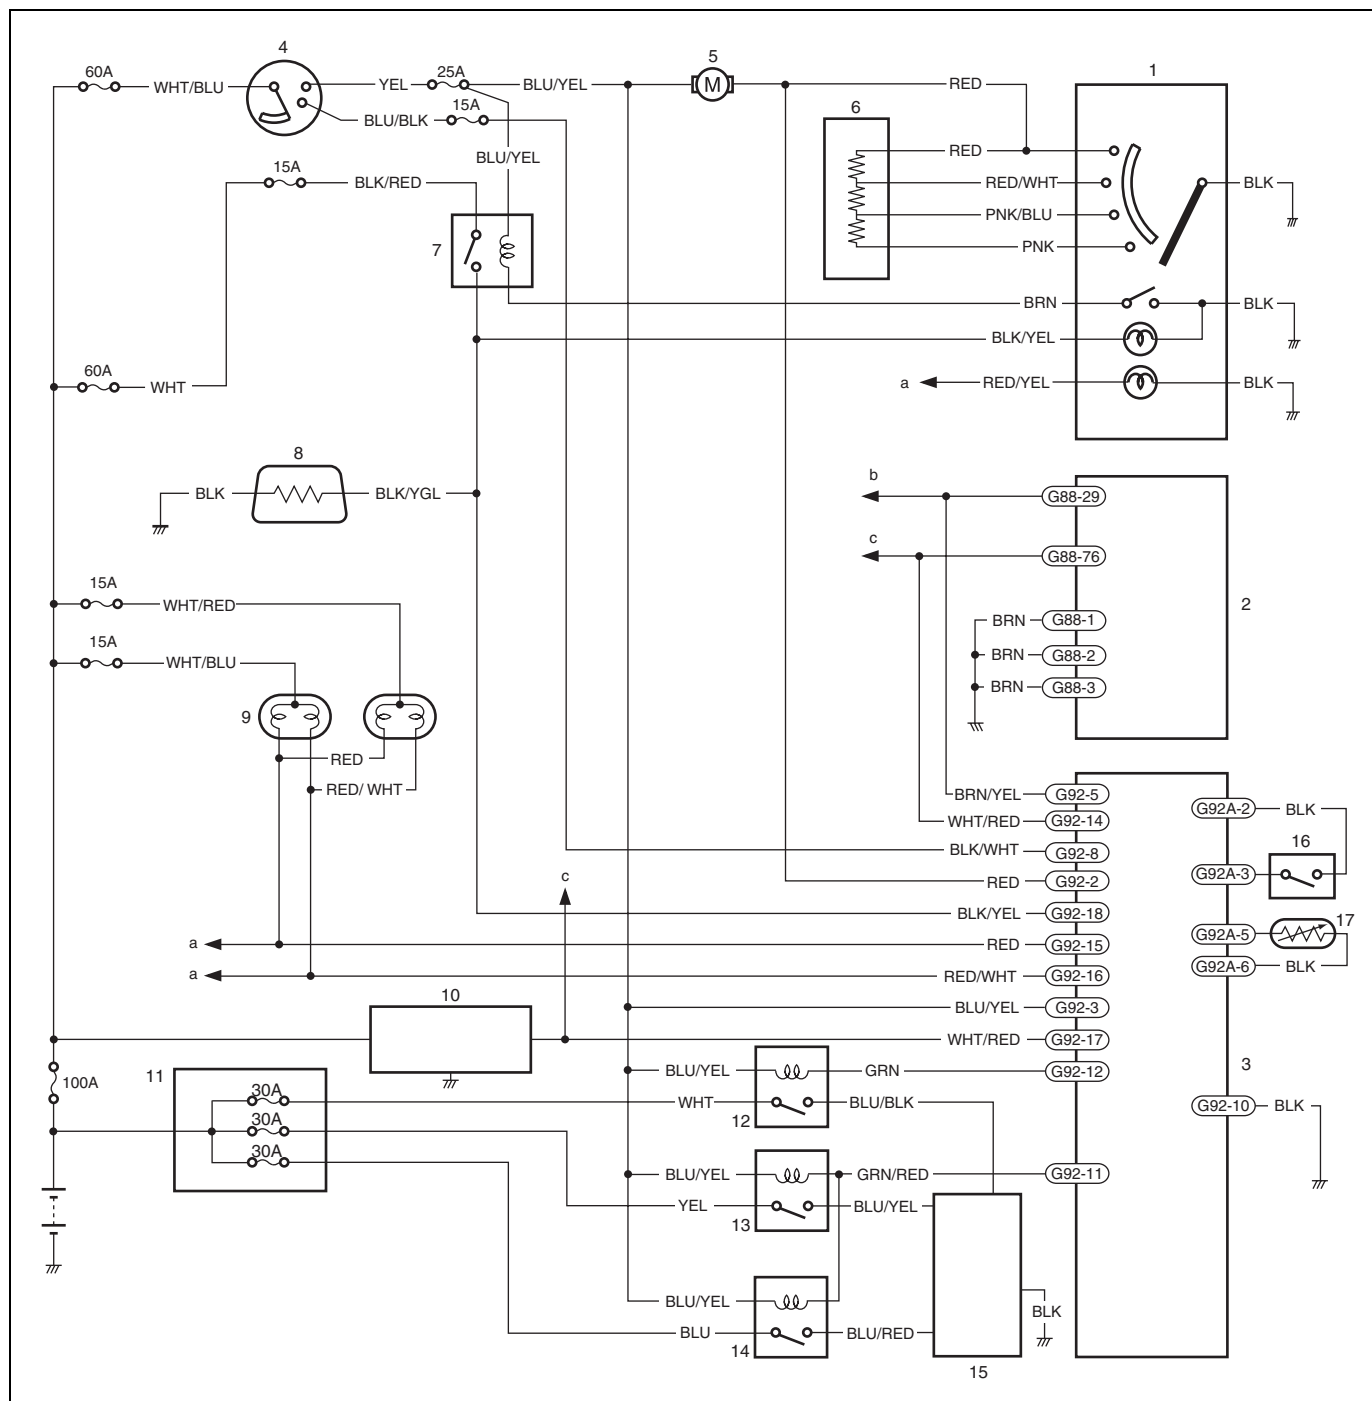 4
5
1
60A
WHT/BLU
YEL
25A
BLU/YEL
M
RED
BLU/BLK
15A
6
BLU/YEL
RED
15A
BLK/RED
RED/WHT
BLK
PNK/BLU
7
PNK
BRN
BLK
BLK/YEL
60A
WHT
a
RED/YEL
BLK
8
b
BLK
BLK/YGL
G88-29
c
G88-76
15A
WHT/RED
2
BRN
G88-1
15A
WHT/BLU
BRN
G88-2
BRN
G88-3
9
RED
RED/ WHT
BRN/YEL
G92-5
G92A-2
BLK
WHT/RED
G92-14
16
BLK/WHT
G92-8
c
RED
G92-2
G92A-3
BLK/YEL
G92-18
17
a
RED
G92-15
G92A-5
a
RED/WHT
G92-16
G92A-6
BLK
10
BLU/YEL
G92-3
WHT/RED
G92-17
11
BLU/YEL
GRN
G92-12
3
100A
30A
WHT
BLU/BLK
G92-10
BLK
30A
12
30A
BLU/YEL
GRN/RED
G92-11
YEL
BLU/YEL
13
BLU/YEL
BLK
BLU
BLU/RED
14
15